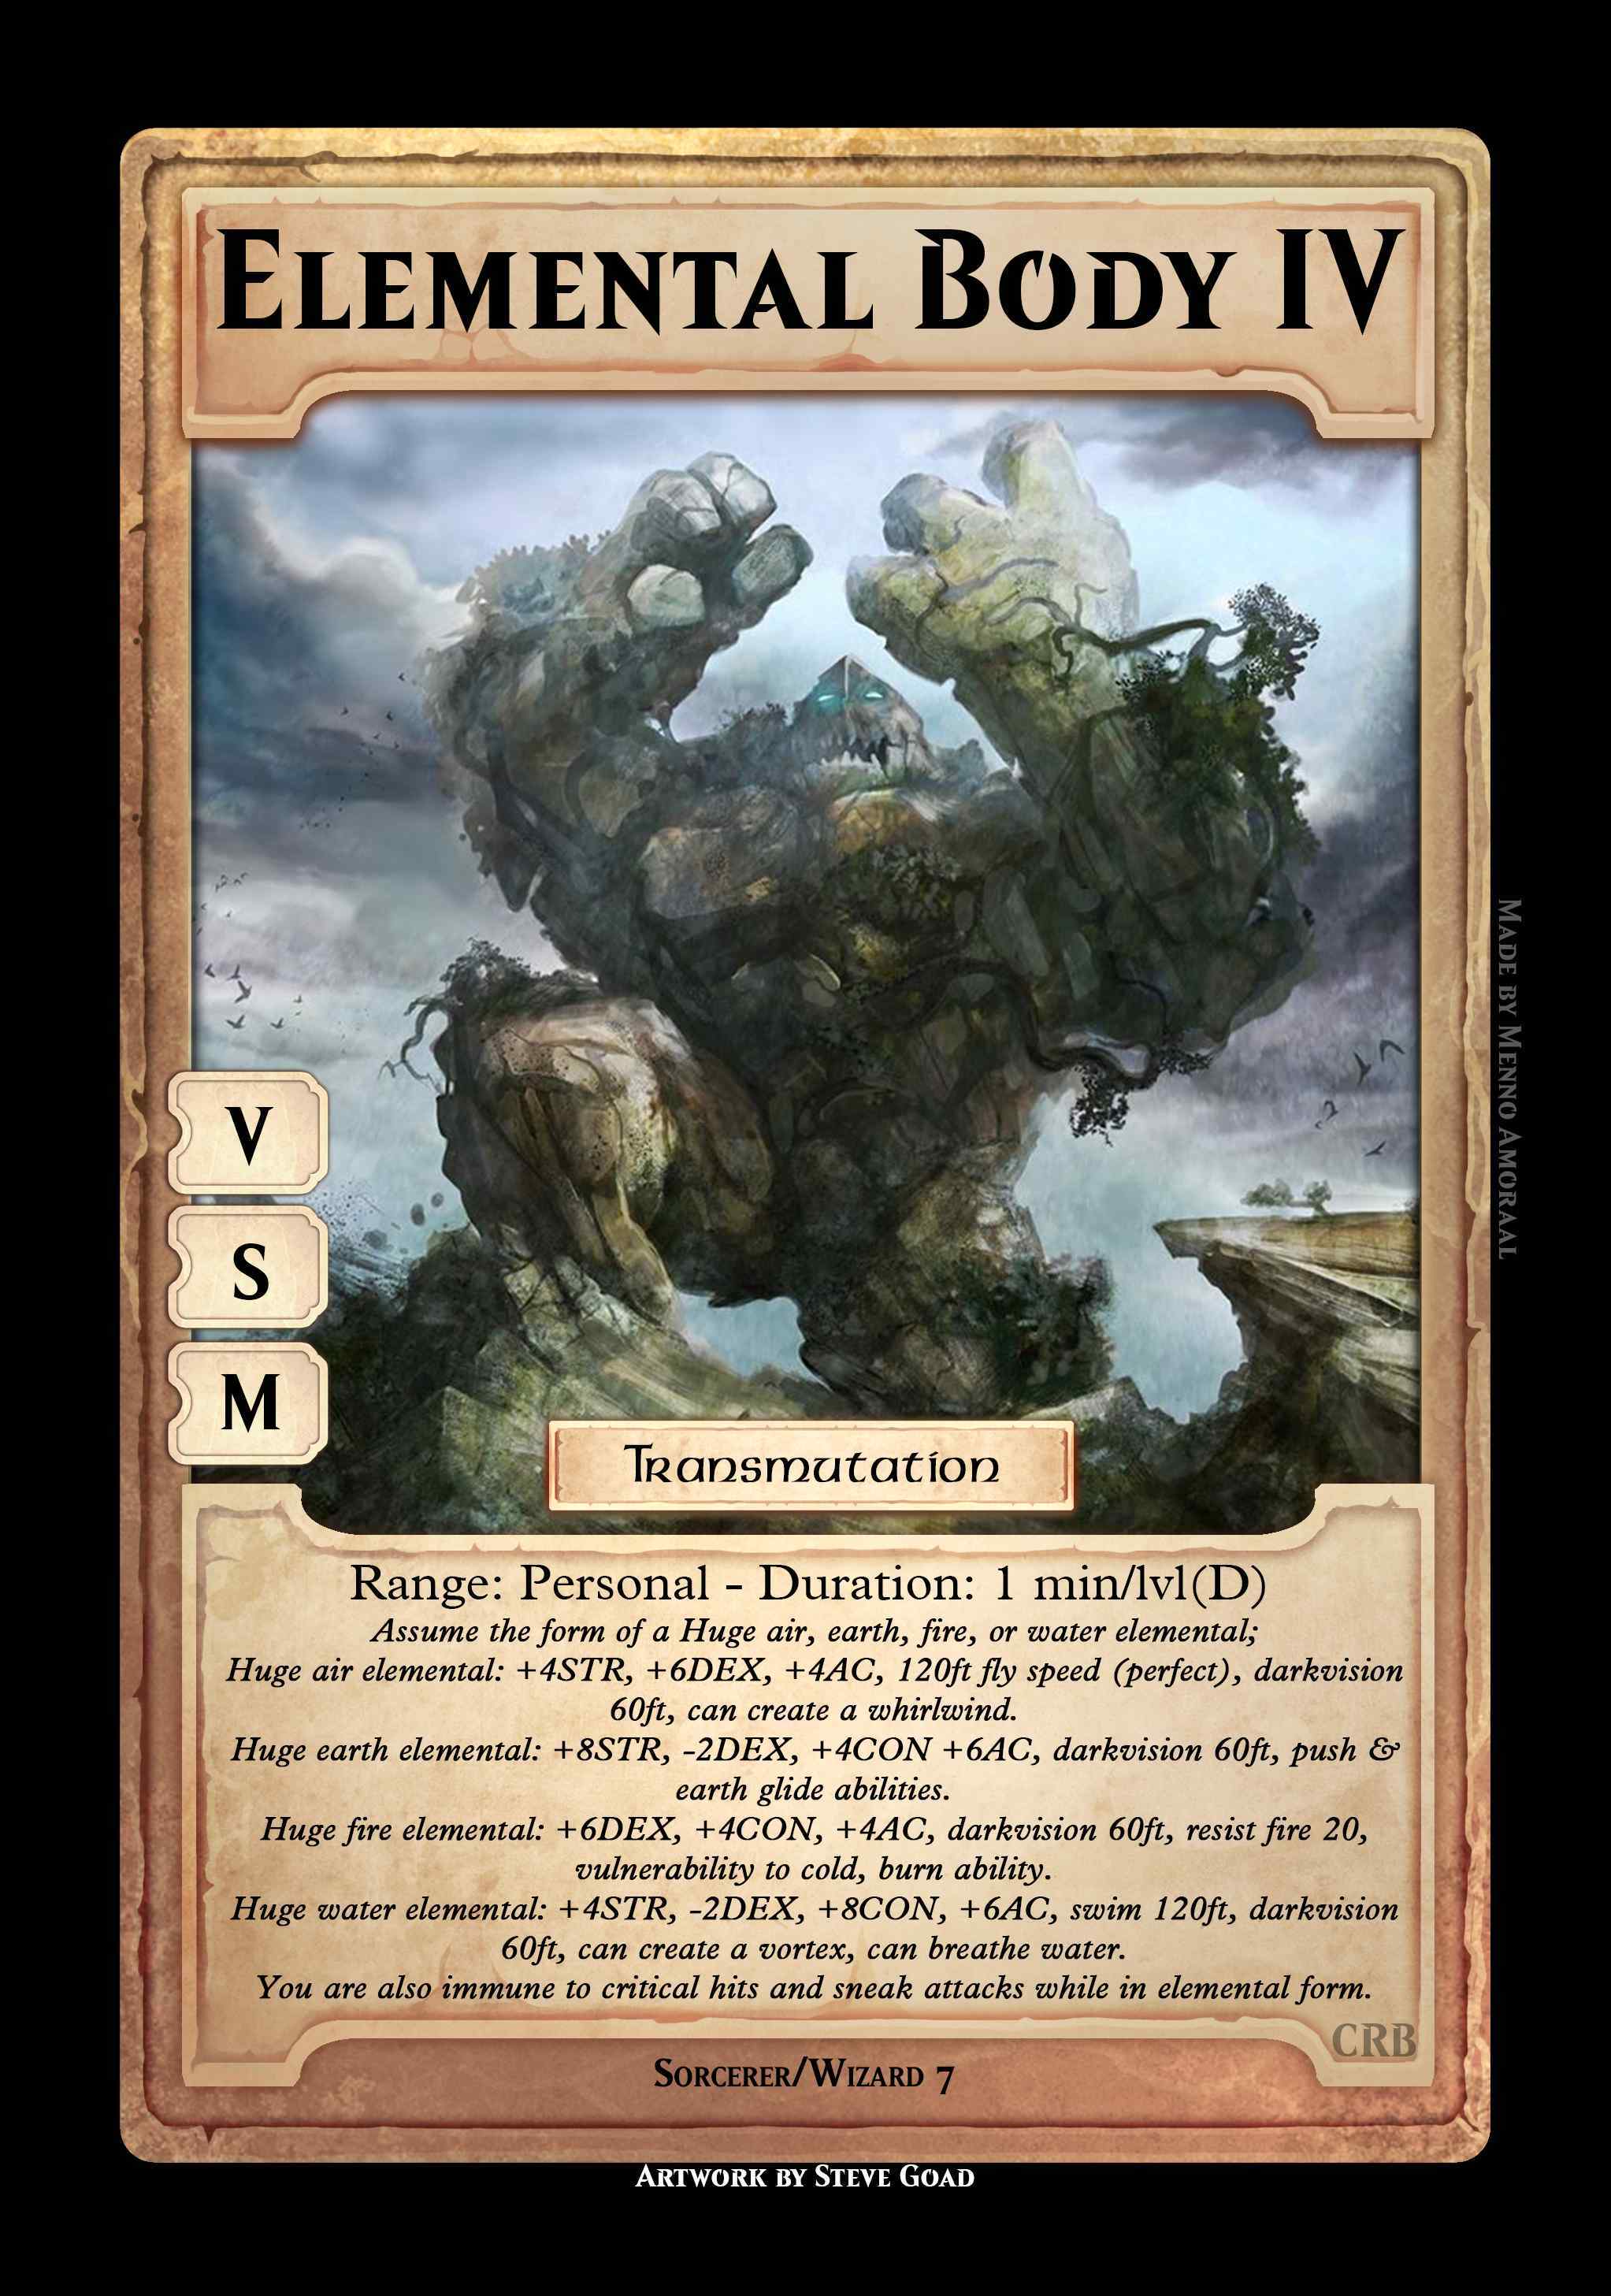 Elemental Body IV
V
S
M
Transmutation
Range: Personal - Duration: 1 min/lvl(D)
Assume the form of a Huge air, earth, fire, or water elemental;
Huge air elemental: +4STR, +6DEX, +4AC, 120ft fly speed (perfect), darkvision
60ft, can create a whirlwind.
Huge earth elemental: +8STR, -2DEX, +4CON +6AC, darkvision 60ft, push &
earth glide abilities.
Huge fire elemental: +6DEX, +4CON, +4AC, darkvision 60ft, resist fire 20,
vulnerability to cold, burn ability.
Huge water elemental: +4STR, -2DEX, +8CON, +6AC, swim 120ft, darkvision
60ft, can create a vortex, can breathe water.
You are also immune to critical hits and sneak attacks while in elemental form.
CRB
Sorcerer/Wizard 7
Artwork by Steve Goad
Made by Menno Amoraal